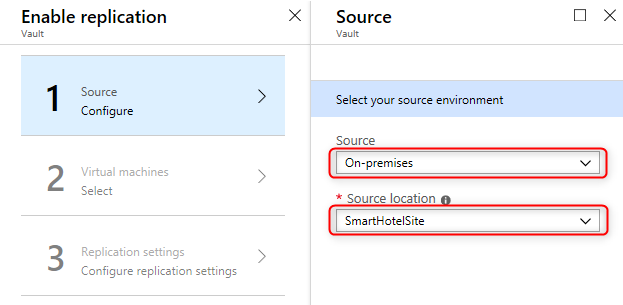 Enable replication
Vault
1
Source
Configure
2
Virtual machines
Select
3
Replication settings
Configure replication settings
Source
Vault
Select your source environment
Source
On-premises
* Source location
SmartHotelSite